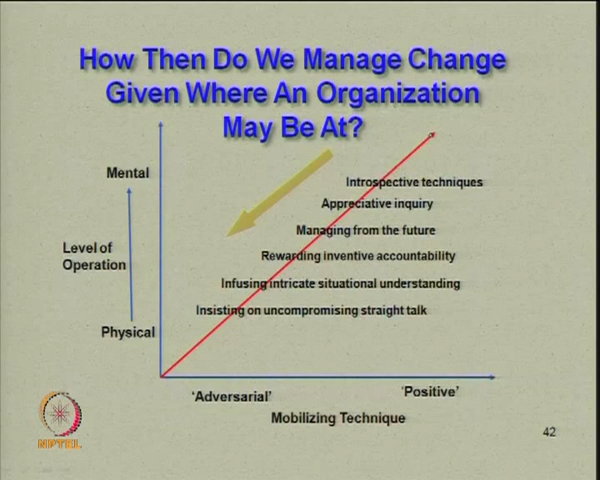 How Then Do We Manage Change
Given Where An Organization
May Be At?
Mental
Introspective techniques
Appreciative inquiry
Managing from the future
Level of
Operation
Rewarding inventive accountability
Infusing intricate situational understanding
Insisting on uncompromising straight talk
Physical
'Adversarial'
'Positive'
Mobilizing Technique
NPTEL
42